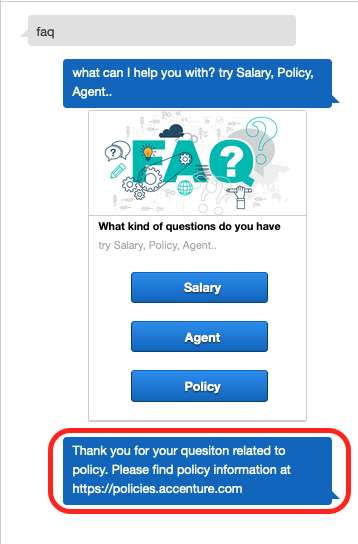 faq
what can I help you with? try Salary, Policy,
Agent..
FAQ
What kind of questions do you have
try Salary, Policy, Agent..
Salary
Agent
Policy
Thank you for your quesiton related to
policy. Please find policy information at
https://policies.accenture.com